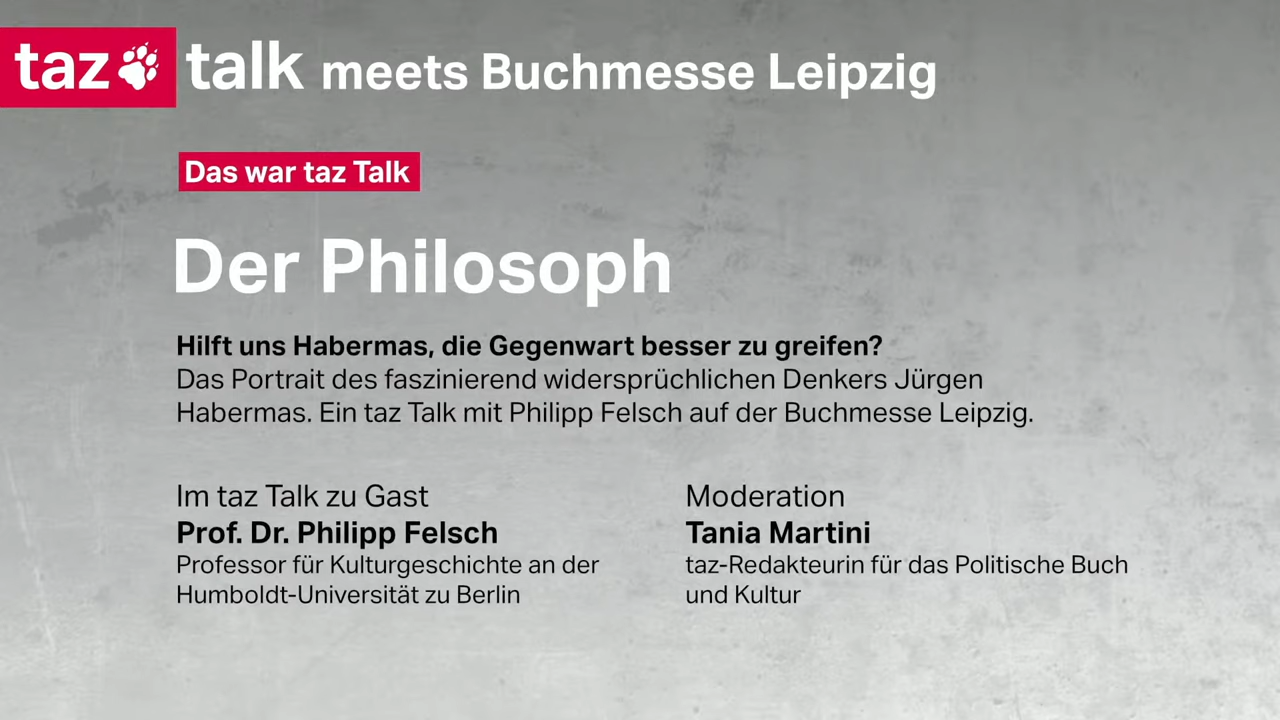 taz talk meets Buchmesse Leipzig
Das war taz Talk
Der Philosoph
Hilft uns Habermas, die Gegenwart besser zu greifen?
Das Portrait des faszinierend widersprüchlichen Denkers Jürgen
Habermas. Ein taz Talk mit Philipp Felsch auf der Buchmesse Leipzig.
Im taz Talk zu Gast
Prof. Dr. Philipp Felsch
Professor für Kulturgeschichte an der
Humboldt-Universität zu Berlin
Moderation
Tania Martini
taz-Redakteurin für das Politische Buch
und Kultur